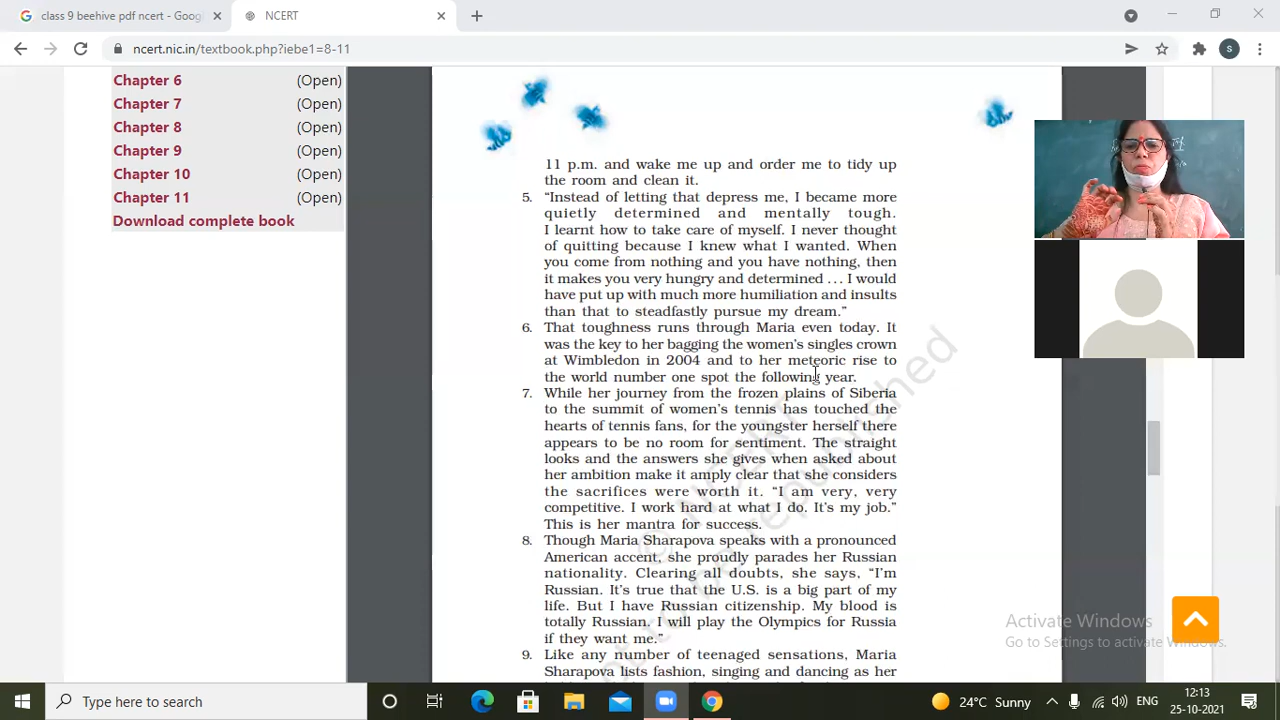 class 9 beehive pdf ncert - Goog
NCERT
ncert.nic.in/textbook.php?iebe1=8-11
S
Chapter 6 (Open)
Chapter 7 (Open)
Chapter 8 (Open)
Chapter 9 (Open)
Chapter 10 (Open)
Chapter 11 (Open)
Download complete book
11 p.m. and wake me up and order me to tidy up
the room and clean it.
5. “Instead of letting that depress me, I became more
quietly determined and mentally tough.
I learnt how to take care of myself. I never thought
of quitting because I knew what I wanted. When
you come from nothing and you have nothing, then
it makes you very hungry and determined ... I would
have put up with much more humiliation and insults
than that to steadfastly pursue my dream.”
6. That toughness runs through Maria even today. It
was the key to her bagging the women’s singles crown
at Wimbledon in 2004 and to her meteoric rise to
the world number one spot the following year.
7. While her journey from the frozen plains of Siberia
to the summit of women’s tennis has touched the
hearts of tennis fans, for the youngster herself there
appears to be no room for sentiment. The straight
looks and the answers she gives when asked about
her ambition make it amply clear that she considers
the sacrifices were worth it. “I am very, very
competitive. I work hard at what I do. It’s my job.”
This is her mantra for success.
8. Though Maria Sharapova speaks with a pronounced
American accent, she proudly parades her Russian
nationality. Clearing all doubts, she says, “I’m
Russian. It’s true that the U.S. is a big part of my
life. But I have Russian citizenship. My blood is
totally Russian. I will play the Olympics for Russia
if they want me.”
9. Like any number of teenaged sensations, Maria
Sharapova lists fashion, singing and dancing as her
© NCERT
to be republished
Activate Windows
Go to Settings to activate Windows.
Type here to search
24°C Sunny
ENG
12:13
25-10-2021